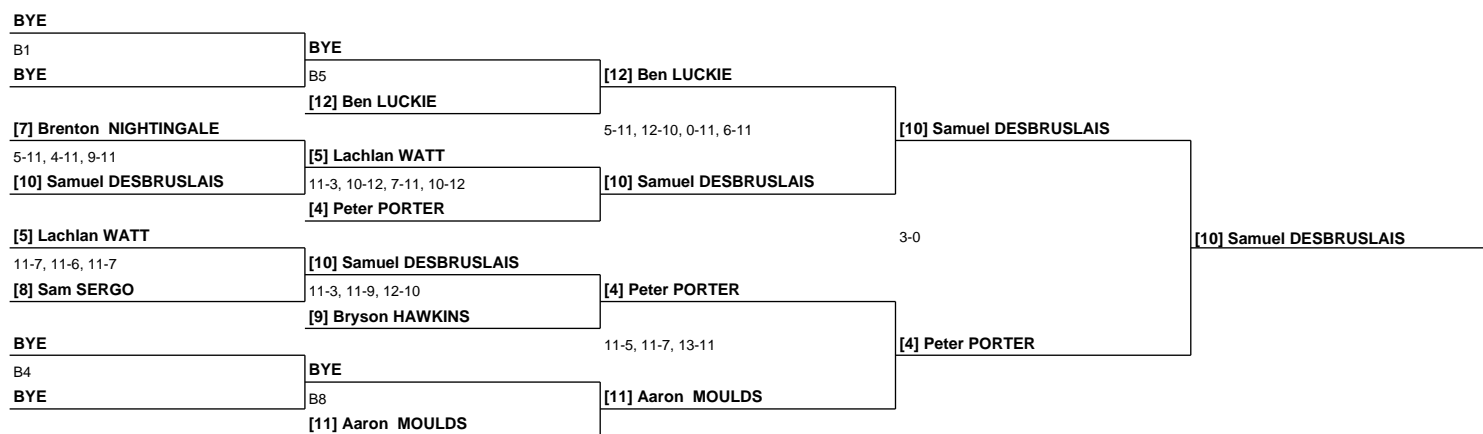 BYE
B1
BYE
BYE
B5
[12] Ben LUCKIE
[12] Ben LUCKIE
[7] Brenton  NIGHTINGALE
5-11, 4-11, 9-11
[10] Samuel DESBRUSLAIS
[5] Lachlan WATT
11-3, 10-12, 7-11, 10-12
[4] Peter PORTER
5-11, 12-10, 0-11, 6-11
[10] Samuel DESBRUSLAIS
[10] Samuel DESBRUSLAIS
[5] Lachlan WATT
11-7, 11-6, 11-7
[8] Sam SERGO
[10] Samuel DESBRUSLAIS
11-3, 11-9, 12-10
[9] Bryson HAWKINS
[4] Peter PORTER
3-0
[10] Samuel DESBRUSLAIS
BYE
B4
BYE
BYE
B8
[11] Aaron  MOULDS
11-5, 11-7, 13-11
[11] Aaron  MOULDS
[4] Peter PORTER